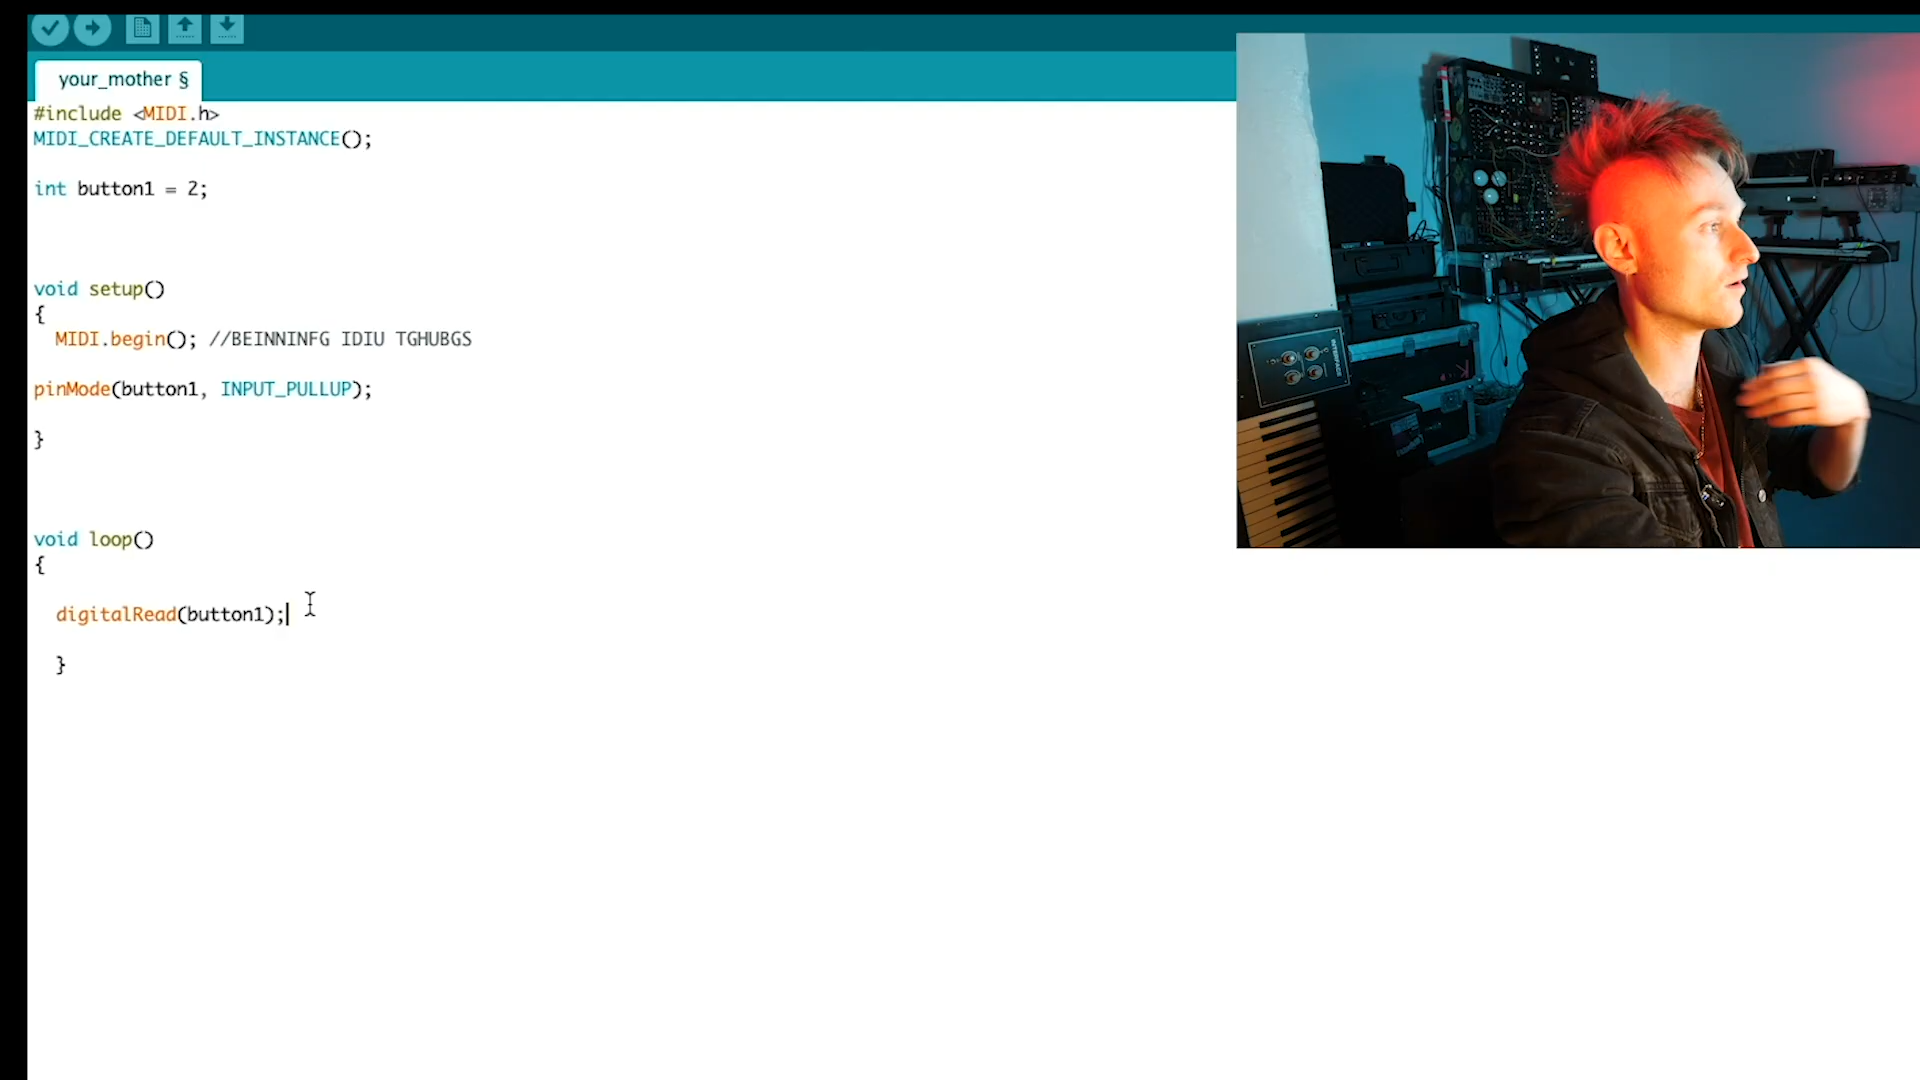 your_mother §
#include <MIDI.h>
MIDI_CREATE_DEFAULT_INSTANCE();
int button1 = 2;
void setup()
{
MIDI.begin(); //BEINNINFG IDIU TGHUBGS
pinMode(button1, INPUT_PULLUP);
}
void loop()
{
digitalRead(button1);
}
INTERFACE